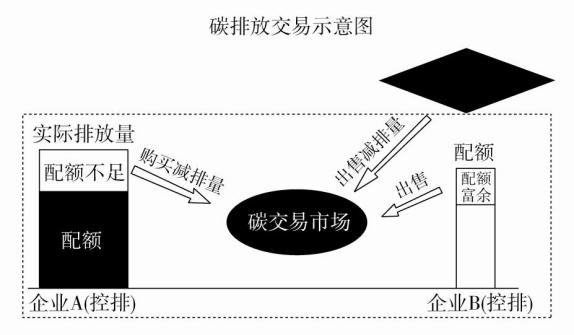 碳排放交易示意图
实际排放量
配额不足
配额
企业A(控排)
购买减排量
碳交易市场
出售减排量
出售
配额
配额
富余
企业B(控排)